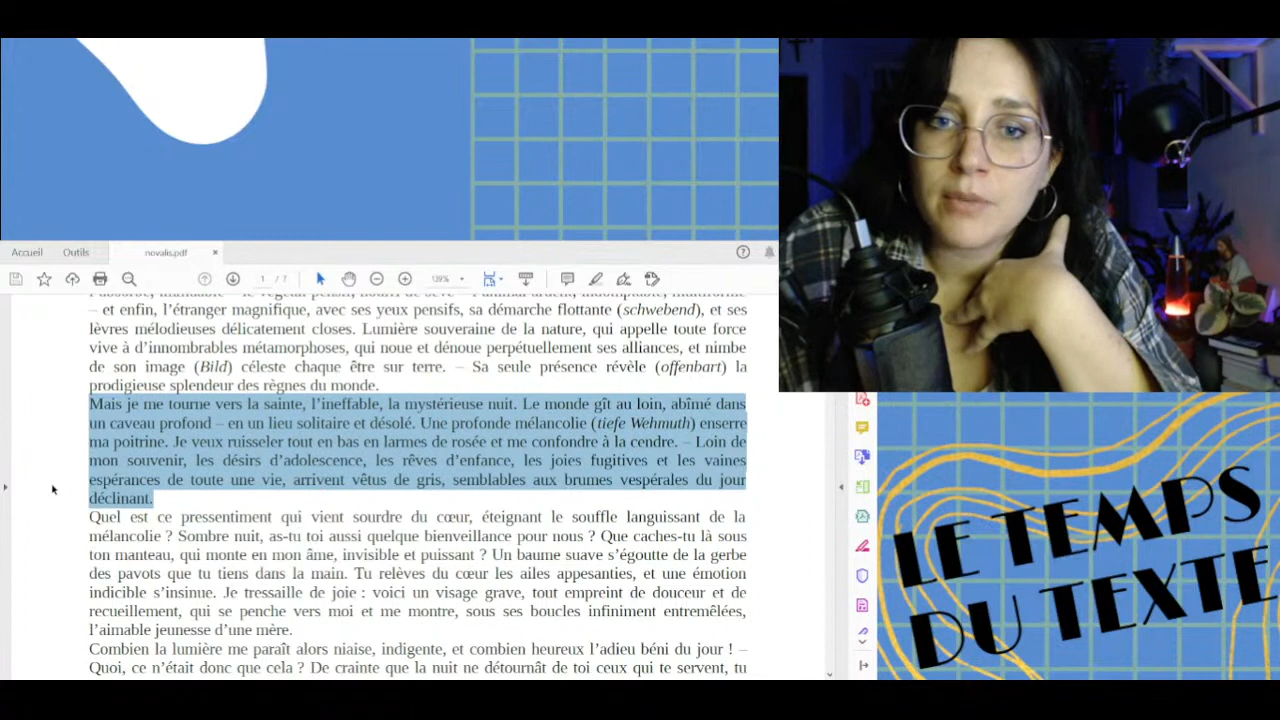 Accueil Outils novalis.pdf
1 / 7 139%
– et enfin, l’étranger magnifique, avec ses yeux pensifs, sa démarche flottante (schwebend), et ses
lèvres mélodieuses délicatement closes. Lumière souveraine de la nature, qui appelle toute force
vive à d’innombrables métamorphoses, qui noue et dénoue perpétuellement ses alliances, et nimbe
de son image (Bild) céleste chaque être sur terre. – Sa seule présence révèle (offenbart) la
prodigieuse splendeur des règnes du monde.
Mais je me tourne vers la sainte, l’ineffable, la mystérieuse nuit. Le monde gît au loin, abîmé dans
un caveau profond – en un lieu solitaire et désolé. Une profonde mélancolie (tiefe Wehmuth) enserre
ma poitrine. Je veux ruisseler tout en bas en larmes de rosée et me confondre à la cendre. – Loin de
mon souvenir, les désirs d’adolescence, les rêves d’enfance, les joies fugitives et les vaines
espérances de toute une vie, arrivent vêtus de gris, semblables aux brumes vespérales du jour
déclinant.
Quel est ce pressentiment qui vient sourdre du cœur, éteignant le souffle languissant de la
mélancolie ? Sombre nuit, as-tu toi aussi quelque bienveillance pour nous ? Que caches-tu là sous
ton manteau, qui monte en mon âme, invisible et puissant ? Un baume suave s’égoutte de la gerbe
des pavots que tu tiens dans la main. Tu relèves du cœur les ailes appesanties, et une émotion
indicible s’insinue. Je tressaille de joie : voici un visage grave, tout empreint de douceur et de
recueillement, qui se penche vers moi et me montre, sous ses boucles infiniment entremêlées,
l’aimable jeunesse d’une mère.
Combien la lumière me paraît alors niaise, indigente, et combien heureux l’adieu béni du jour ! –
Quoi, ce n’était donc que cela ? De crainte que la nuit ne détournât de toi ceux qui te servent, tu
LE TEMPS
DU TEXTE